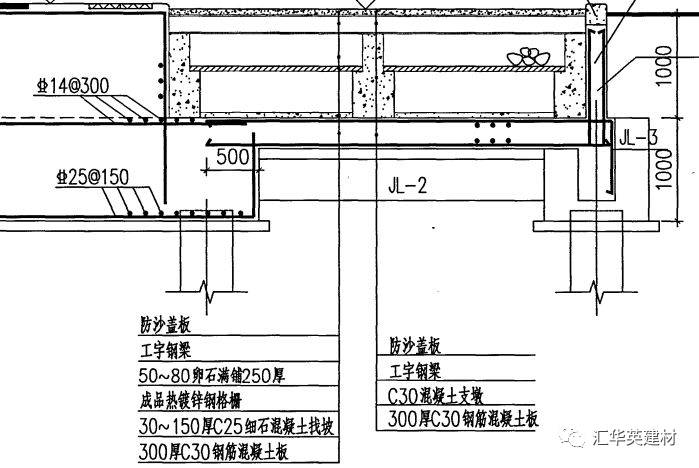 1000
Φ14@300
JL-3
500
Φ25@150
JL-2
1000
防沙盖板
工字钢梁
50~80卵石满铺250厚
成品热镀锌钢格栅
30~150厚C25细石混凝土找坡
300厚C30钢筋混凝土板
防沙盖板
工字钢梁
C30混凝土支墩
300厚C30钢筋混凝土板
汇华英建材